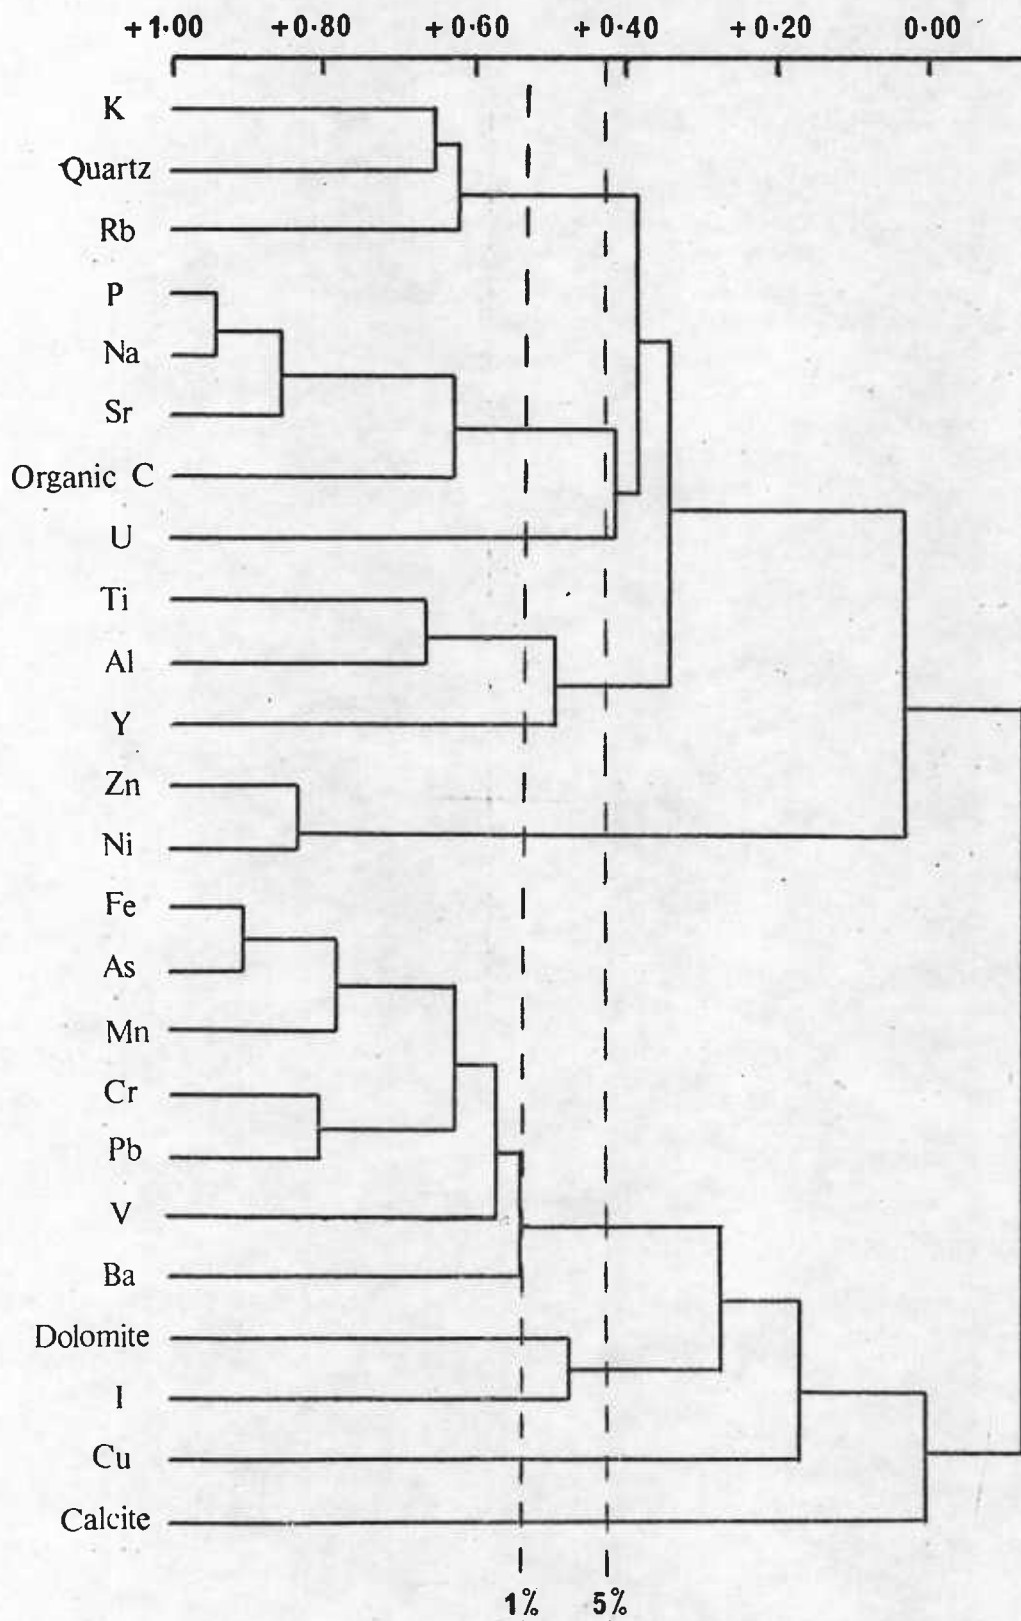 +1·00 +0·80 +0·60 +0·40 +0·20 0·00
K
Quartz
Rb
P
Na
Sr
Organic C
U
Ti
Al
Y
Zn
Ni
Fe
As
Mn
Cr
Pb
V
Ba
Dolomite
I
Cu
Calcite
1% 5%